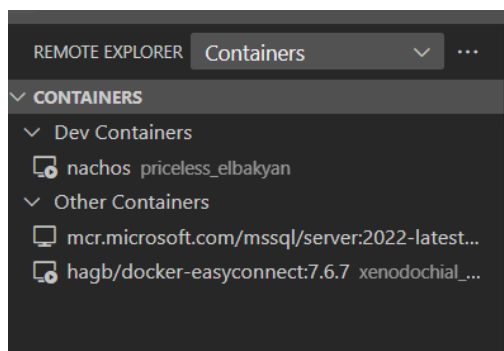 REMOTE EXPLORER Containers ...
CONTAINERS
Dev Containers
nachos priceless_elbakyan
Other Containers
mcr.microsoft.com/mssql/server:2022-latest...
hagb/docker-easyconnect:7.6.7 xenodochial_...